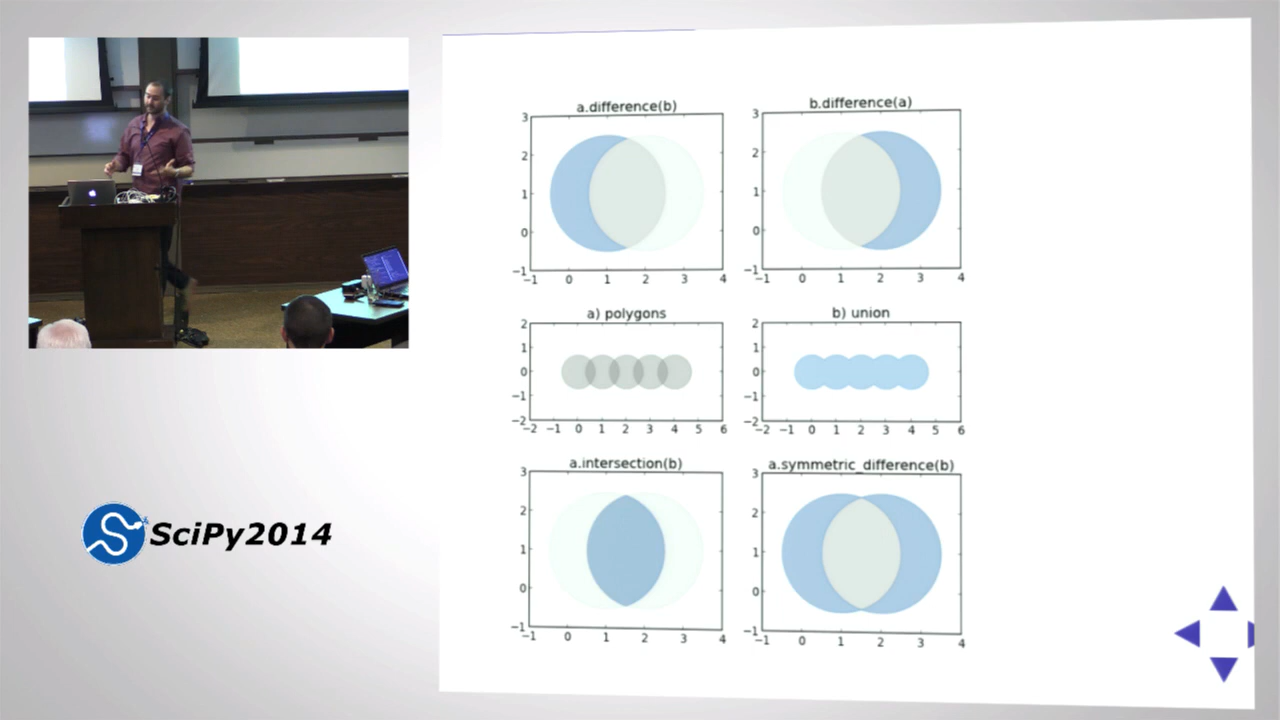 a.difference(b)
b.difference(a)
3
2
1
0
−1
−1 0 1 2 3 4
3
2
1
0
−1
−1 0 1 2 3 4
a) polygons
b) union
2
1
0
−1
−2
−2 −1 0 1 2 3 4 5 6
2
1
0
−1
−2
−2 −1 0 1 2 3 4 5 6
a.intersection(b)
a.symmetric_difference(b)
3
2
1
0
−1
−1 0 1 2 3 4
3
2
1
0
−1
−1 0 1 2 3 4
SciPy2014